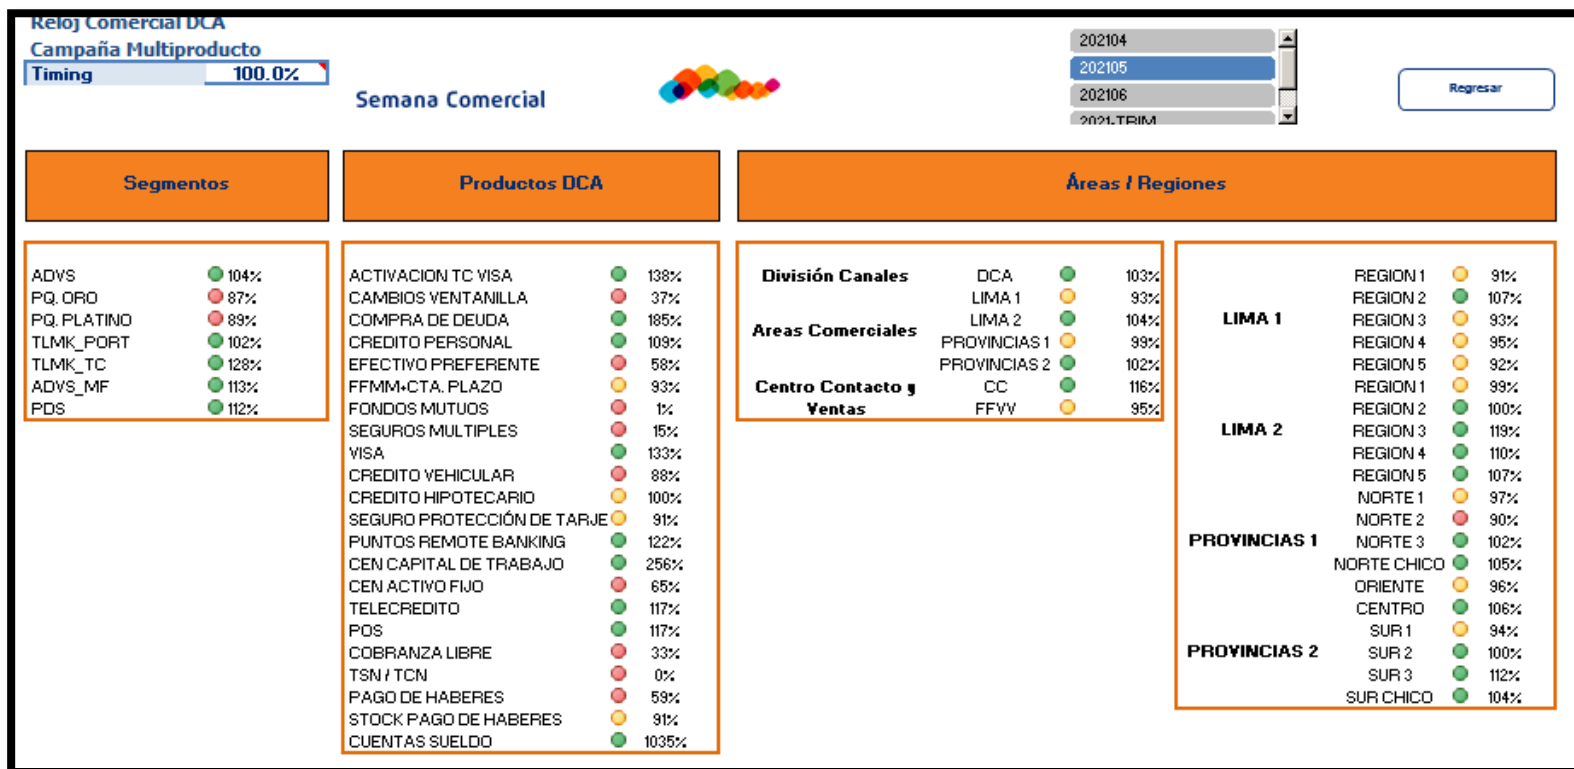 Reloj Comercial DCA
Campaña Multiproducto
Timing 100.0%
Semana Comercial
202104
202105
202106
2021-TRIM
Regresar
Segmentos
ADVS 104%
PQ. ORO 87%
PQ. PLATINO 89%
TLMK_PORT 102%
TLMK_TC 128%
ADVS_MF 113%
PDS 112%
Productos DCA
ACTIVACION TC VISA 138%
CAMBIOS VENTANILLA 37%
COMPRA DE DEUDA 185%
CREDITO PERSONAL 109%
EFECTIVO PREFERENTE 58%
FFMM+CTA. PLAZO 93%
FONDOS MUTUOS 1%
SEGUROS MULTIPLES 15%
VISA 133%
CREDITO VEHICULAR 88%
CREDITO HIPOTECARIO 100%
SEGURO PROTECCIÓN DE TARJE 91%
PUNTOS REMOTE BANKING 122%
CEN CAPITAL DE TRABAJO 256%
CEN ACTIVO FIJO 65%
TELECREDITO 117%
POS 117%
COBRANZA LIBRE 33%
TSN / TCN 0%
PAGO DE HABERES 59%
STOCK PAGO DE HABERES 91%
CUENTAS SUELDO 1035%
Áreas / Regiones
División Canales DCA 103%
LIMA 1 93%
Areas Comerciales LIMA 2 104%
PROVINCIAS 1 99%
PROVINCIAS 2 102%
Centro Contacto y CC 116%
Ventas FFVV 95%
REGION 1 91%
REGION 2 107%
LIMA 1 REGION 3 93%
REGION 4 95%
REGION 5 92%
REGION 1 99%
REGION 2 100%
LIMA 2 REGION 3 119%
REGION 4 110%
REGION 5 107%
NORTE 1 97%
NORTE 2 90%
PROVINCIAS 1 NORTE 3 102%
NORTE CHICO 105%
ORIENTE 96%
CENTRO 106%
SUR 1 94%
PROVINCIAS 2 SUR 2 100%
SUR 3 112%
SUR CHICO 104%